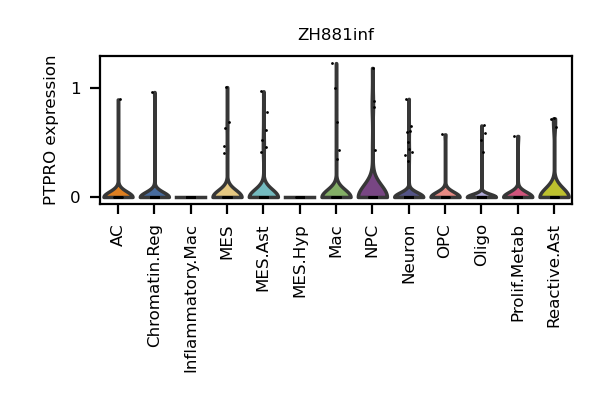 ZH881inf
PTPRO expression
1
0
AC
Chromatin.Reg
Inflammatory.Mac
MES
MES.Ast
MES.Hyp
Mac
NPC
Neuron
OPC
Oligo
Prolif.Metab
Reactive.Ast